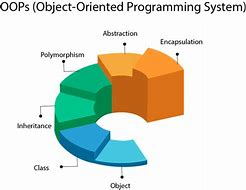 OOPs (Object-Oriented Programming System)
Abstraction
Polymorphism
Encapsulation
Inheritance
Class
Object